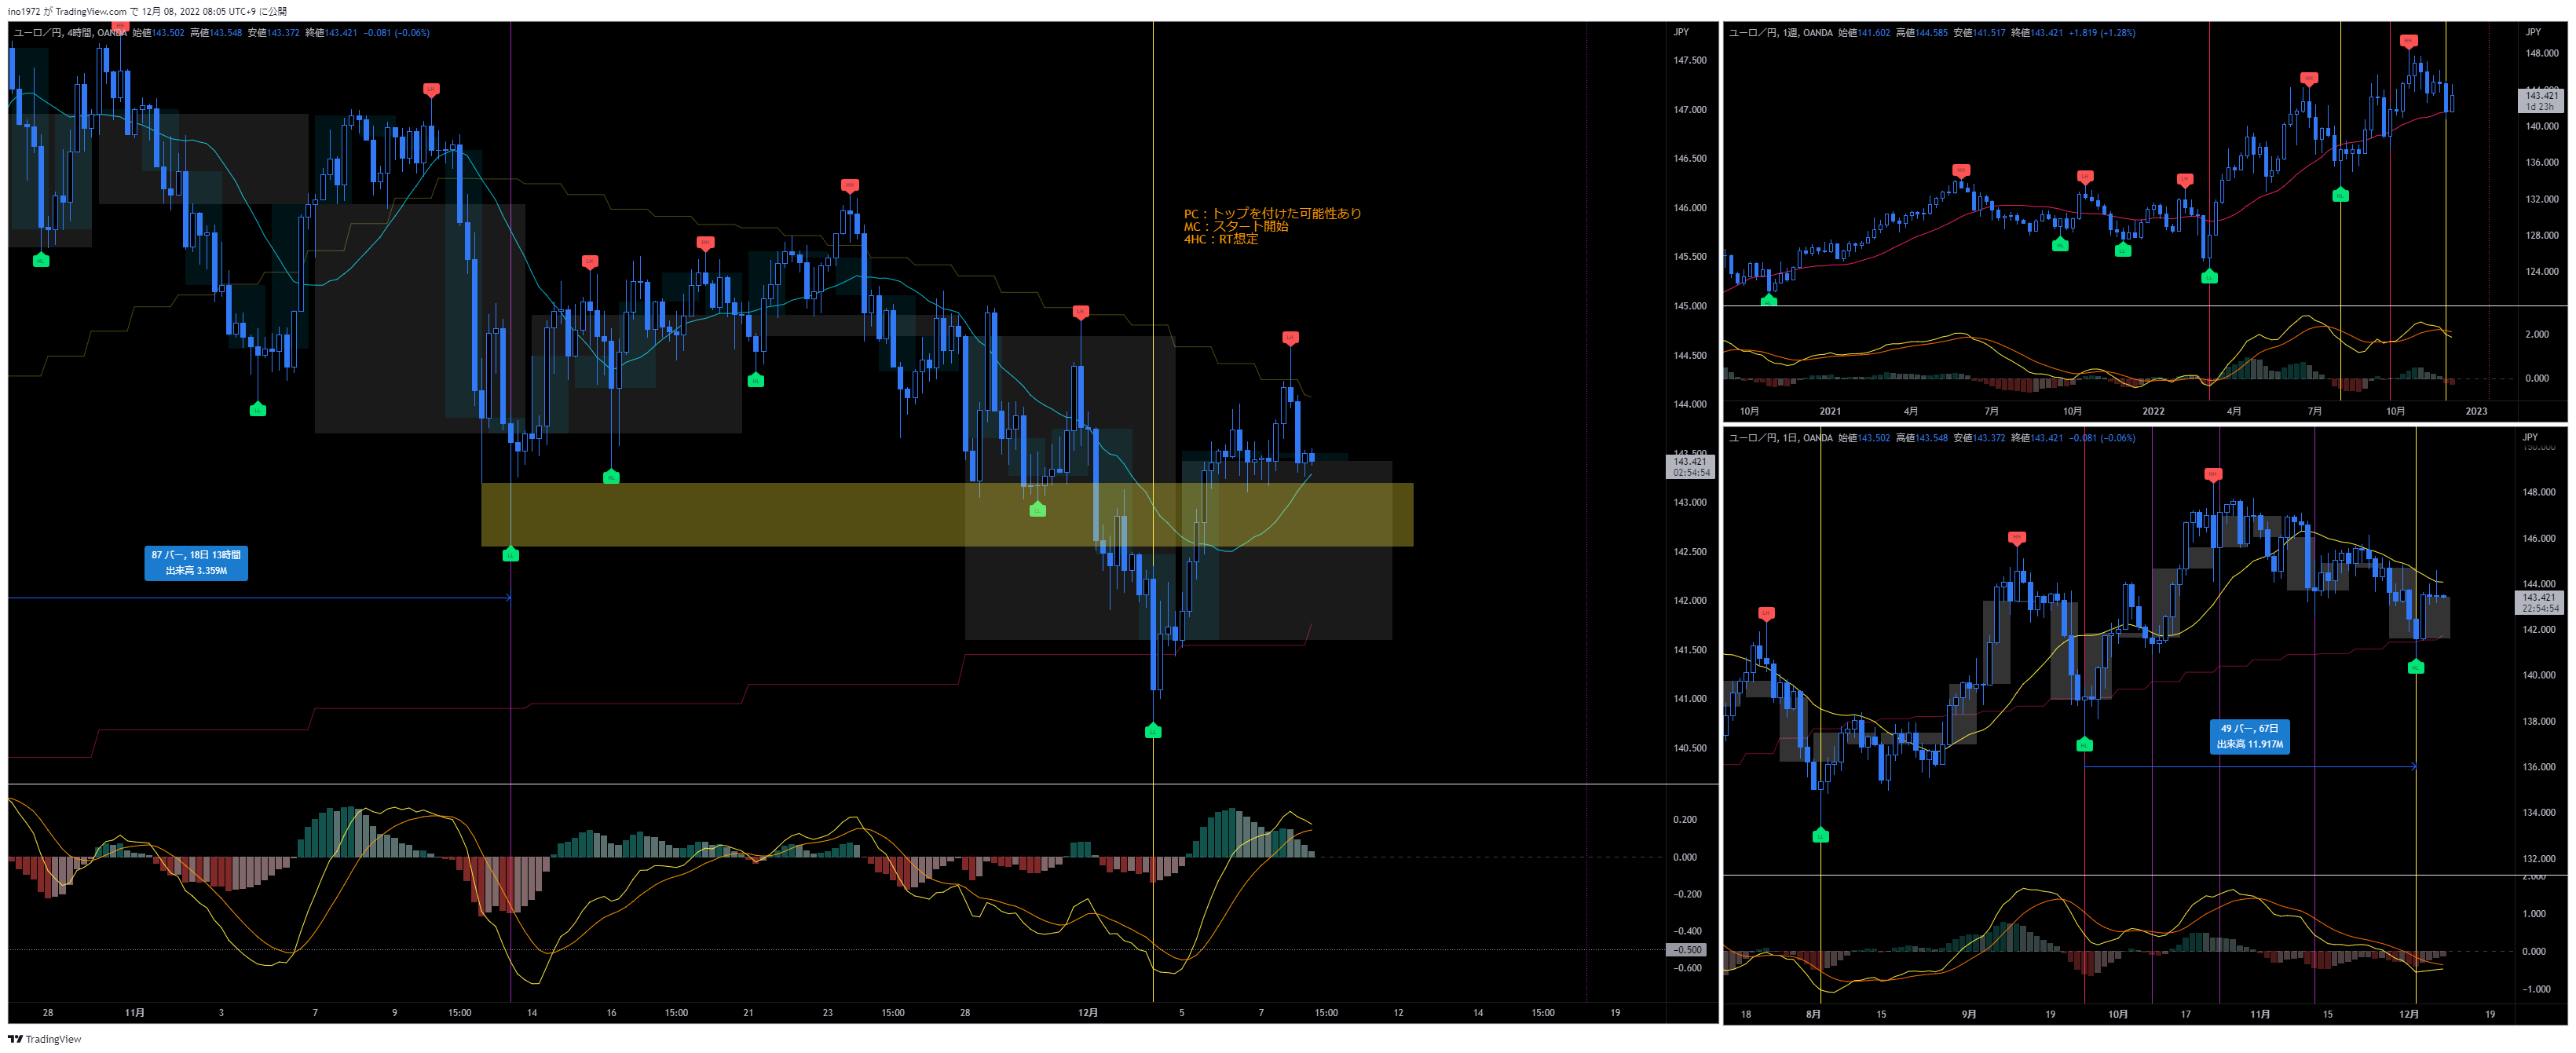 ino1972 が TradingView.com で 12月 08, 2022 08:05 UTC+9 に公開
ユーロ／円, 4時間, OANDA 始値143.502 高値143.548 安値143.372 終値143.421 −0.081 (−0.06%)
JPY
147.500
147.000
146.500
146.000
145.500
145.000
144.500
144.000
143.500
143.421
02:54:54
143.000
142.500
142.000
141.500
141.000
140.500
PC：トップを付けた可能性あり
MC：スタート開始
4HC：RT想定
87 バー, 18日 13時間
出来高 3.359M
0.200
0.000
−0.200
−0.400
−0.500
−0.600
28 11月 3 7 9 15:00 14 16 15:00 21 23 15:00 28 12月 5 7 15:00 12 14 15:00 19
ユーロ／円, 1週, OANDA 始値141.602 高値144.585 安値141.517 終値143.421 +1.819 (+1.28%)
JPY
148.000
144.000
143.421
1d 23h
140.000
136.000
132.000
128.000
124.000
2.000
0.000
10月 2021 4月 7月 10月 2022 4月 7月 10月 2023
ユーロ／円, 1日, OANDA 始値143.502 高値143.548 安値143.372 終値143.421 −0.081 (−0.06%)
JPY
150.000
148.000
146.000
144.000
143.421
22:54:54
142.000
140.000
138.000
136.000
134.000
132.000
49 バー, 67日
出来高 11.917M
2.000
1.000
0.000
−1.000
18 8月 15 9月 19 10月 17 11月 15 12月 19
TradingView